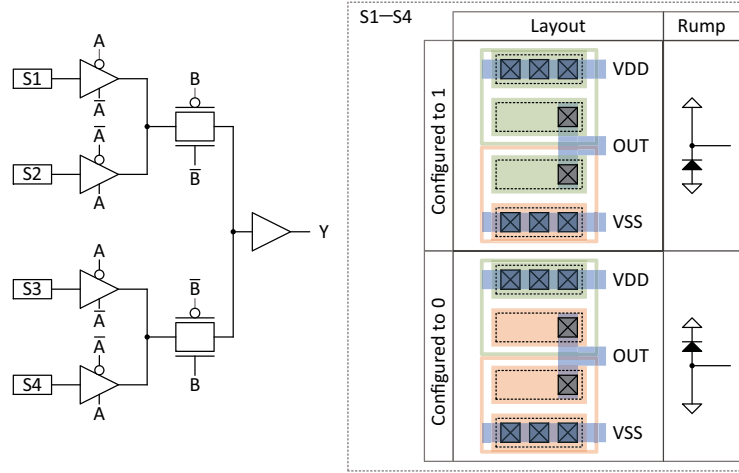 A
S1
A̅
A̅
S2
A
B
B̅
Y
A
S3
A̅
A̅
S4
A
B̅
B
S1—S4
Layout
Rump
Configured to 1
VDD
OUT
VSS
Configured to 0
VDD
OUT
VSS